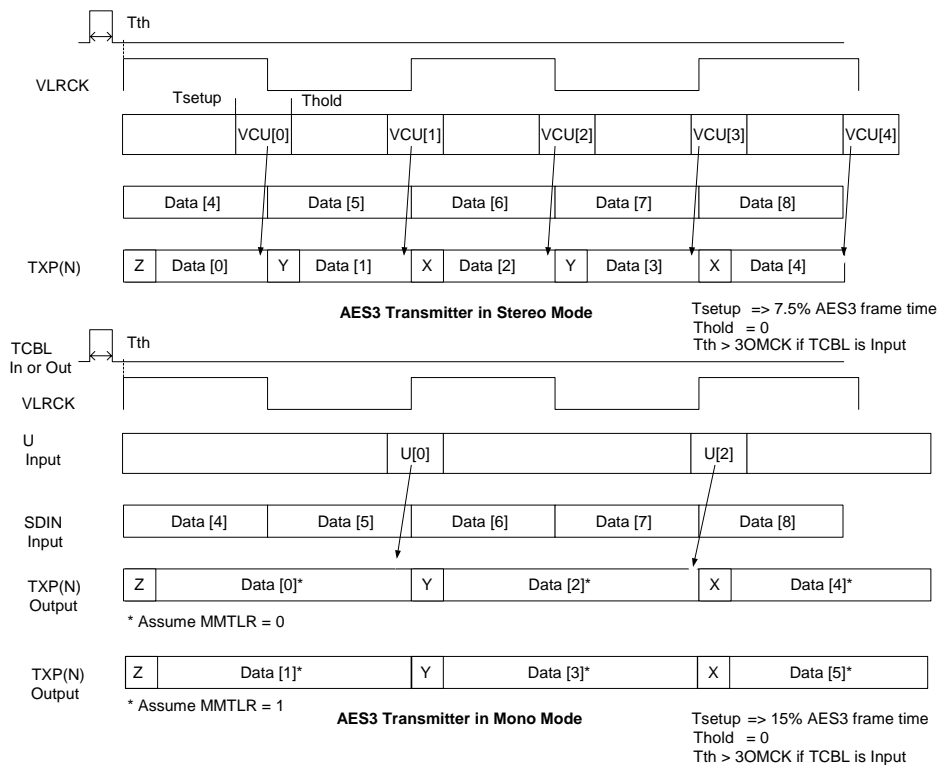 Tth
VLRCK
Tsetup Thold
VCU[0] VCU[1] VCU[2] VCU[3] VCU[4]
Data [4] Data [5] Data [6] Data [7] Data [8]
TXP(N) Z Data [0] Y Data [1] X Data [2] Y Data [3] X Data [4]
AES3 Transmitter in Stereo Mode
Tsetup => 7.5% AES3 frame time
Thold = 0
Tth > 3OMCK if TCBL is Input
TCBL
In or Out
Tth
VLRCK
U
Input
U[0] U[2]
SDIN
Input
Data [4] Data [5] Data [6] Data [7] Data [8]
TXP(N)
Output
Z Data [0]* Y Data [2]* X Data [4]*
* Assume MMTLR = 0
TXP(N)
Output
Z Data [1]* Y Data [3]* X Data [5]*
* Assume MMTLR = 1
AES3 Transmitter in Mono Mode
Tsetup => 15% AES3 frame time
Thold = 0
Tth > 3OMCK if TCBL is Input